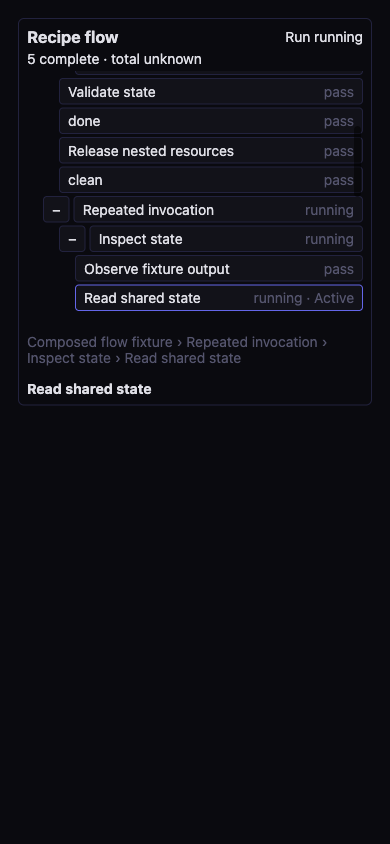 Recipe flow Run running
5 complete · total unknown
Validate state pass
done pass
Release nested resources pass
clean pass
– Repeated invocation running
– Inspect state running
Observe fixture output pass
Read shared state running · Active
Composed flow fixture › Repeated invocation ›
Inspect state › Read shared state
Read shared state